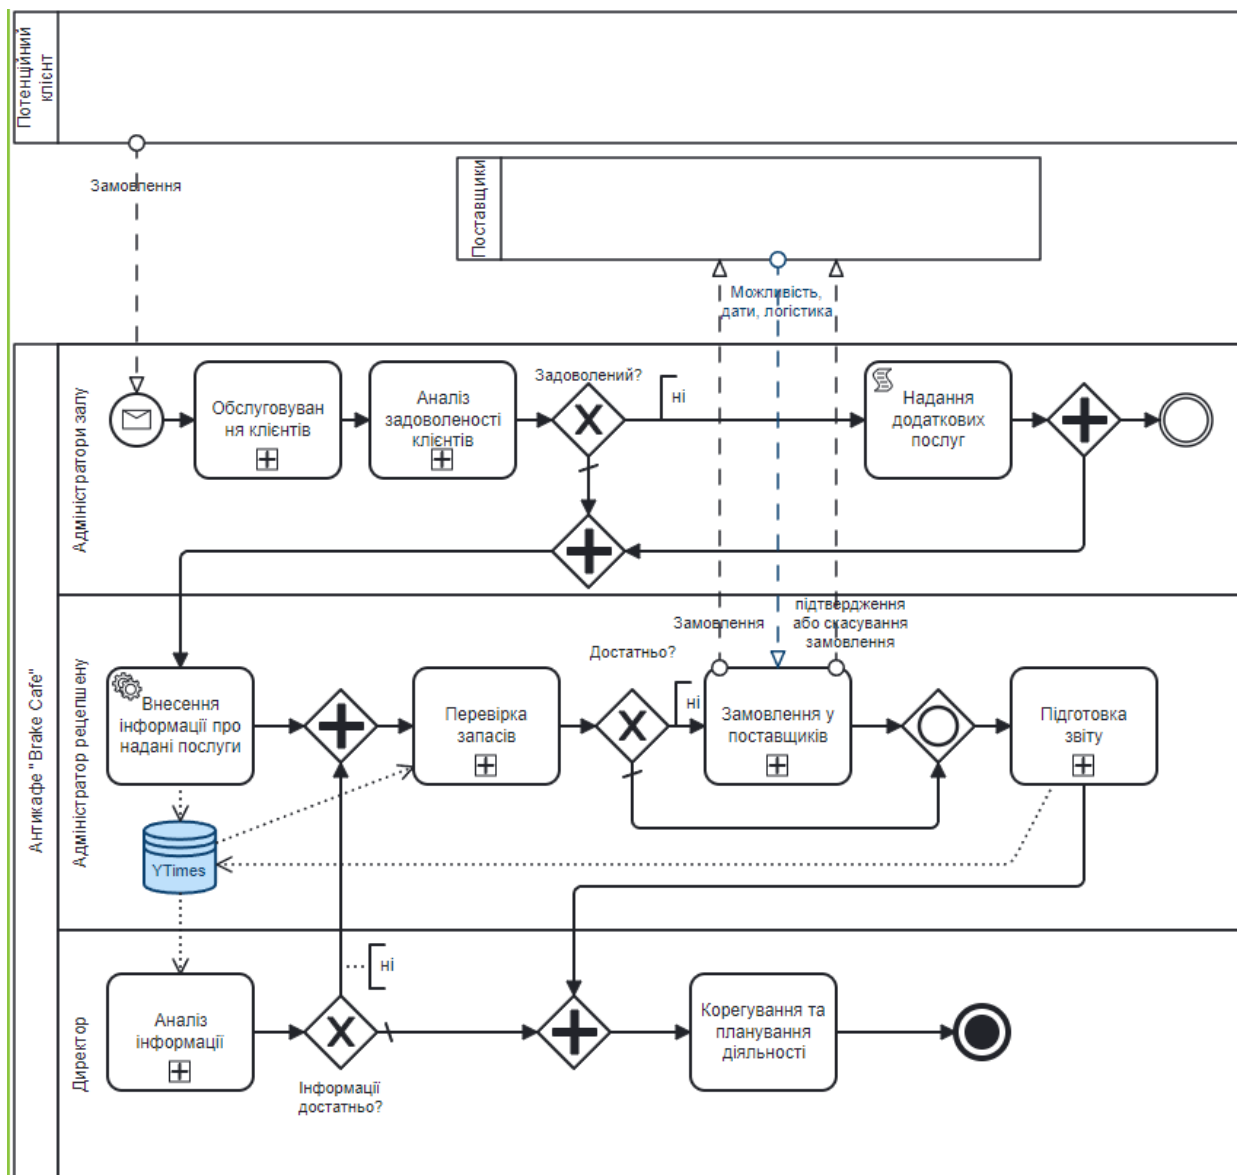 Потенційний
клієнт
Замовлення
Поставщики
Можливість,
дати, логістика
Антикафе "Brake Cafe"
Адміністратори залу
Обслуговуван
ня клієнтів
Аналіз
задоволеності
клієнтів
Задоволений?
ні
Надання
додаткових
послуг
Адміністратор рецепшену
Внесення
інформації про
надані послуги
YTimes
Перевірка
запасів
Достатньо?
ні
Замовлення
підтвердження
або скасування
замовлення
Замовлення у
поставщиків
Підготовка
звіту
Директор
Аналіз
інформації
ні
Інформації
достатньо?
Корегування та
планування
діяльності